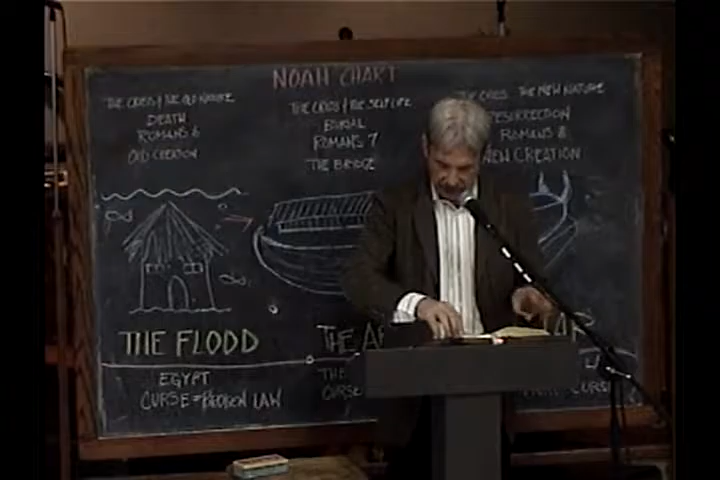 NOAH CHART
THE CROSS & THE OLD NATURE
DEATH
ROMANS 6
OLD CREATION
THE CROSS & THE SELF LIFE
BURIAL
ROMANS 7
THE BRIDGE
CROSS THE NEW NATURE
RESURRECTION
ROMANS 8
NEW CREATION
THE FLOOD
EGYPT
CURSE = BROKEN LAW
THE
THE
CURSE